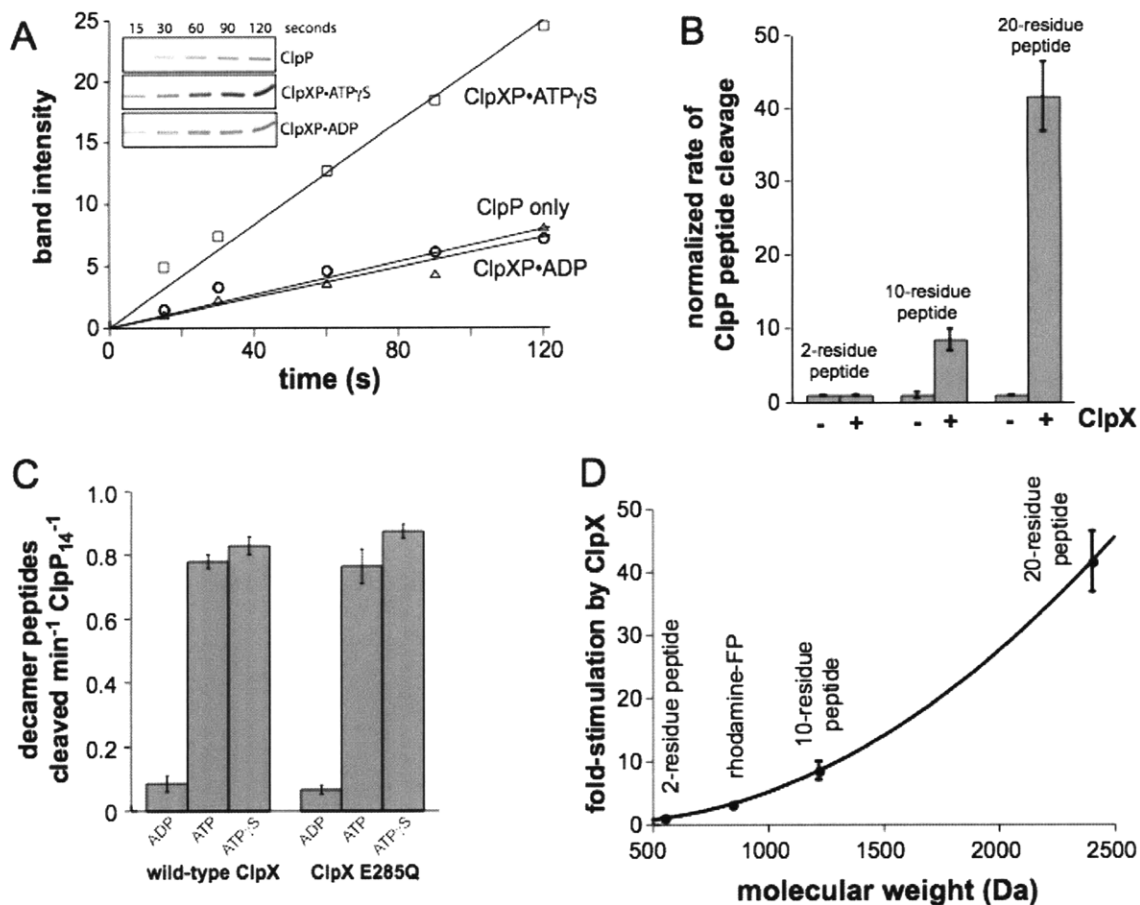 A
band intensity
25
20
15
10
5
0
15 30 60 90 120 seconds
ClpP
ClpXP•ATPγS
ClpXP•ADP
ClpXP•ATPγS
ClpP only
ClpXP•ADP
0 40 80 120
time (s)
B
normalized rate of
ClpP peptide cleavage
50
40
30
20
10
0
2-residue
peptide
10-residue
peptide
20-residue
peptide
- + - + - + ClpX
C
decamer peptides
cleaved min-1 ClpP14-1
1.0
0.8
0.6
0.4
0.2
0
ADP ATP ATPγS ADP ATP ATPγS
wild-type ClpX ClpX E285Q
D
fold-stimulation by ClpX
50
40
30
20
10
0
2-residue peptide
rhodamine-FP
10-residue
peptide
20-residue
peptide
500 1000 1500 2000 2500
molecular weight (Da)